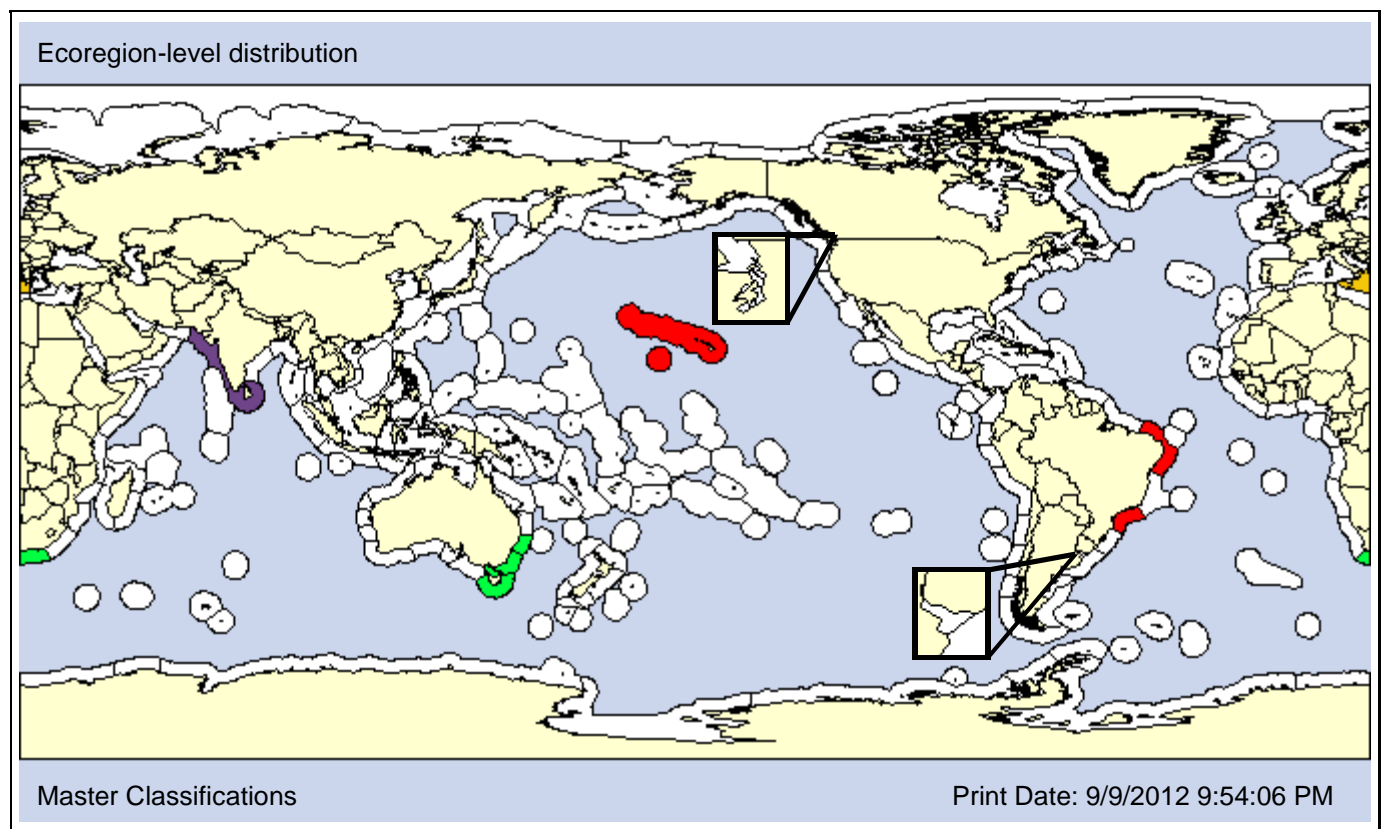 Ecoregion-level distribution
Master Classifications
Print Date: 9/9/2012 9:54:06 PM